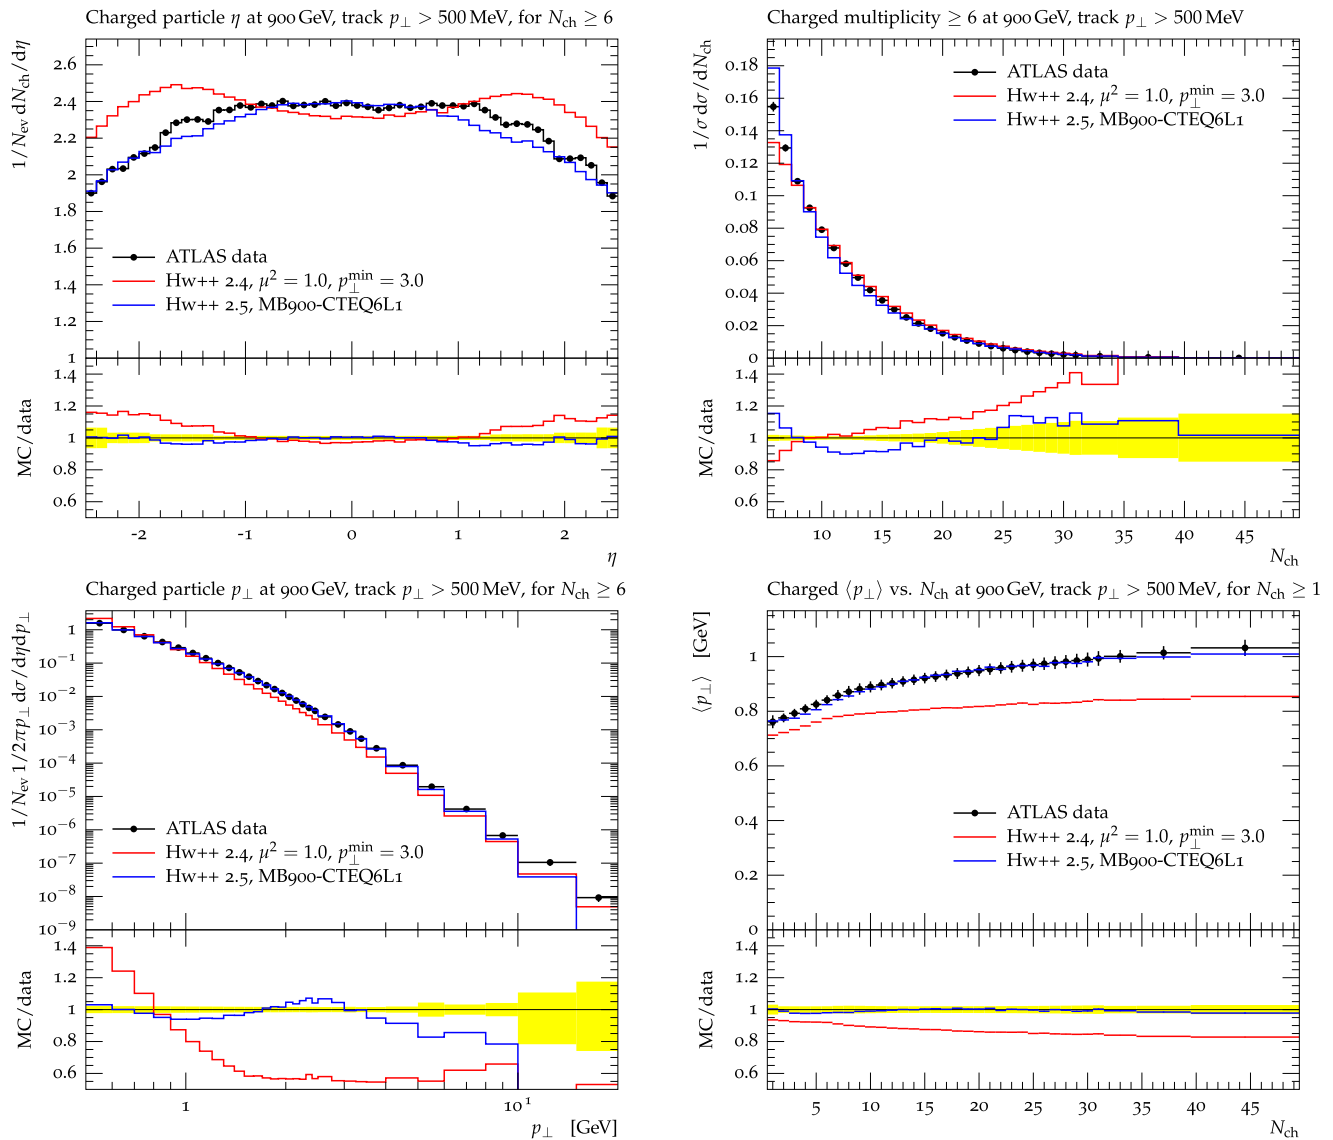 Charged particle η at 900 GeV, track p⊥ > 500 MeV, for Nch ≥ 6
1/Nev dNch/dη
2.6
2.4
2.2
2
1.8
1.6
1.4
1.2
1
ATLAS data
Hw++ 2.4, μ² = 1.0, p⊥min = 3.0
Hw++ 2.5, MB900-CTEQ6L1
MC/data
1.4
1.2
1
0.8
0.6
-2 -1 0 1 2
η
Charged multiplicity ≥ 6 at 900 GeV, track p⊥ > 500 MeV
1/σ dσ/dNch
0.18
0.16
0.14
0.12
0.1
0.08
0.06
0.04
0.02
0
ATLAS data
Hw++ 2.4, μ² = 1.0, p⊥min = 3.0
Hw++ 2.5, MB900-CTEQ6L1
MC/data
1.4
1.2
1
0.8
0.6
10 15 20 25 30 35 40 45
Nch
Charged particle p⊥ at 900 GeV, track p⊥ > 500 MeV, for Nch ≥ 6
1/Nev 1/2πp⊥ dσ/dηdp⊥
1
10⁻¹
10⁻²
10⁻³
10⁻⁴
10⁻⁵
10⁻⁶
10⁻⁷
10⁻⁸
10⁻⁹
ATLAS data
Hw++ 2.4, μ² = 1.0, p⊥min = 3.0
Hw++ 2.5, MB900-CTEQ6L1
MC/data
1.4
1.2
1
0.8
0.6
1 10¹
p⊥ [GeV]
Charged ⟨p⊥⟩ vs. Nch at 900 GeV, track p⊥ > 500 MeV, for Nch ≥ 1
⟨p⊥⟩ [GeV]
1
0.8
0.6
0.4
0.2
0
ATLAS data
Hw++ 2.4, μ² = 1.0, p⊥min = 3.0
Hw++ 2.5, MB900-CTEQ6L1
MC/data
1.4
1.2
1
0.8
0.6
5 10 15 20 25 30 35 40 45
Nch